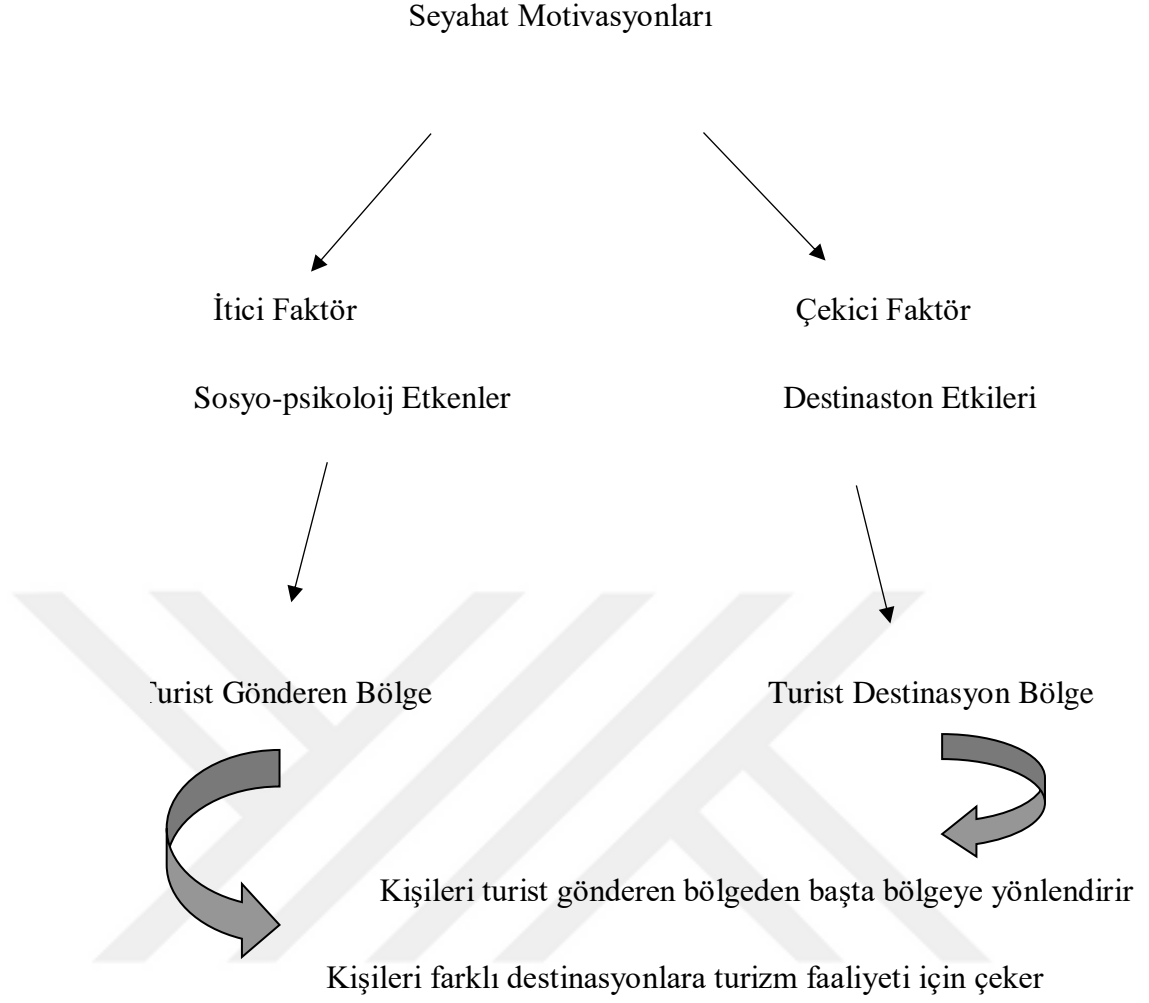 Seyahat Motivasyonları
İtici Faktör
Çekici Faktör
Sosyo-psikoloij Etkenler
Destinaston Etkileri
Turist Gönderen Bölge
Turist Destinasyon Bölge
Kişileri turist gönderen bölgeden başta bölgeye yönlendirir
Kişileri farklı destinasyonlara turizm faaliyeti için çeker